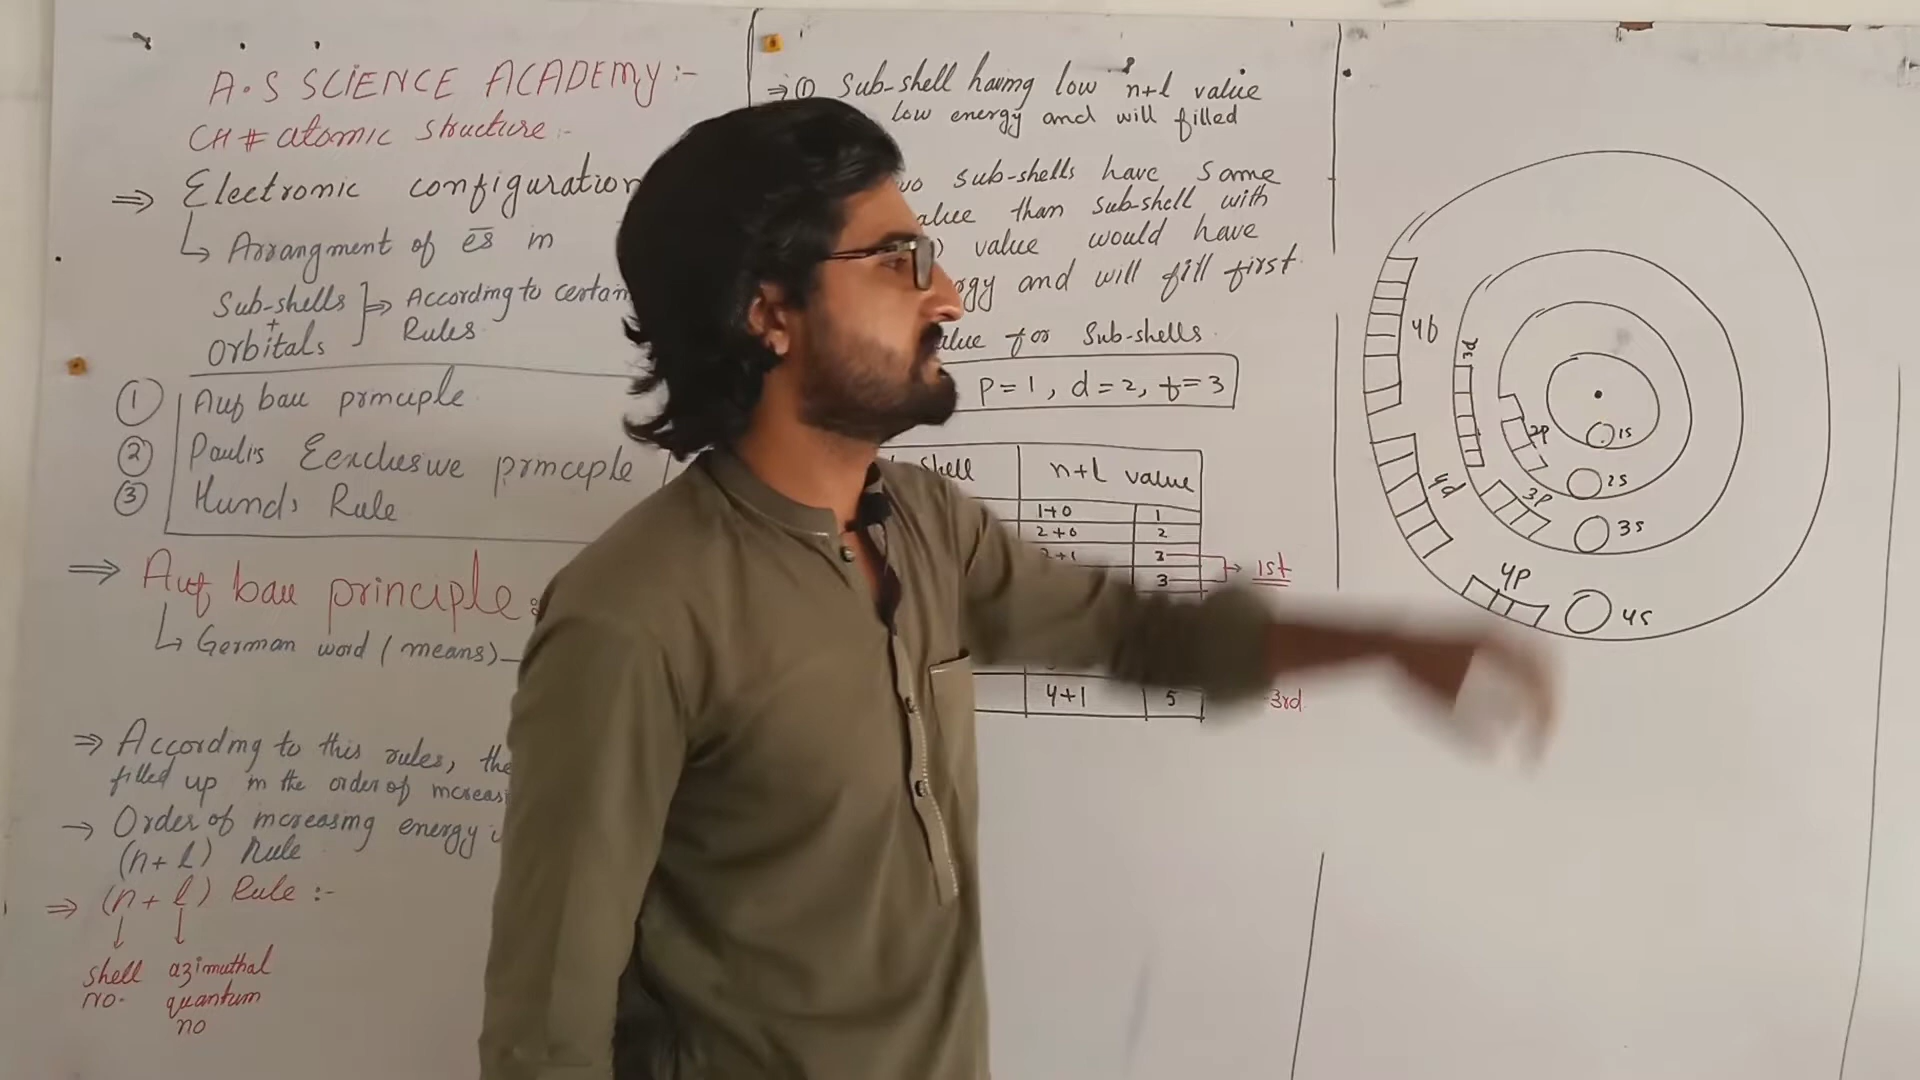 A.S SCIENCE ACADEMY:-
CH # atomic structure:-
⇒ Electronic configuration
↳ Arrangment of e̅s in
Sub-shells
+
Orbitals
⇒ According to certain
Rules.
1 Auf bau principle
2 Pauli's Eexclusive principle
3 Hund's Rule
⇒ Auf bau principle:
↳ German word (means)
⇒ According to this rules, the
filled up in the order of increasi
→ Order of increasing energy
(n+l) Rule
⇒ (n+l) Rule :-
shell
no.
azimuthal
quantum
no
⇒ ① Sub-shell having low n+l value
low energy and will filled
sub-shells have same
value than sub-shell with
value would have
and will fill first.
for Sub-shells.
P=1, d=2, f=3
shell n+l value
1+0 1
2+0 2
2+1 3
3
1st
4+1 5
3rd
4f
3d
2p
1s
4d
3p
2s
3s
4p
4s